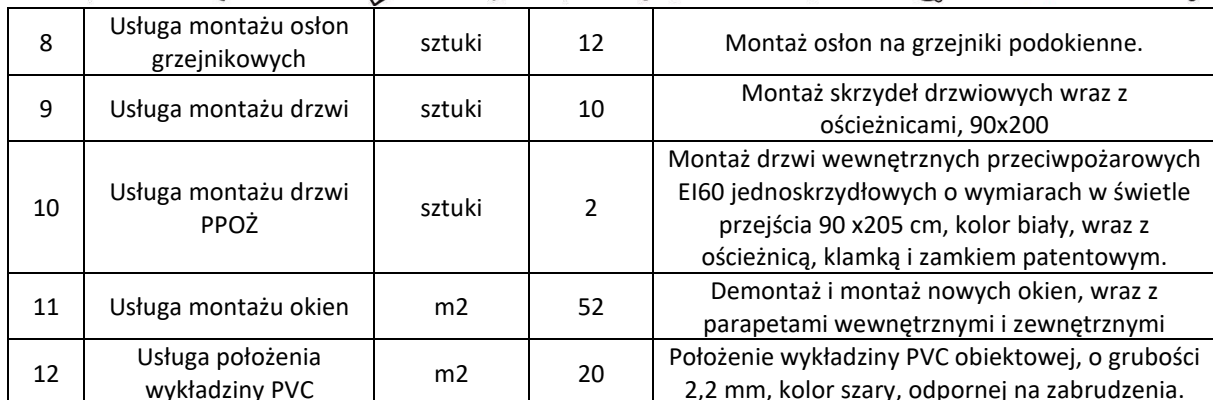 8
Usługa montażu osłon
grzejnikowych
sztuki
12
Montaż osłon na grzejniki podokienne.
9
Usługa montażu drzwi
sztuki
10
Montaż skrzydeł drzwiowych wraz z
ościeżnicami, 90x200
10
Usługa montażu drzwi
PPOŻ
sztuki
2
Montaż drzwi wewnętrznych przeciwpożarowych
EI60 jednoskrzydłowych o wymiarach w świetle
przejścia 90 x205 cm, kolor biały, wraz z
ościeżnicą, klamką i zamkiem patentowym.
11
Usługa montażu okien
m2
52
Demontaż i montaż nowych okien, wraz z
parapetami wewnętrznymi i zewnętrznymi
12
Usługa położenia
wykładziny PVC
m2
20
Położenie wykładziny PVC obiektowej, o grubości
2,2 mm, kolor szary, odpornej na zabrudzenia.